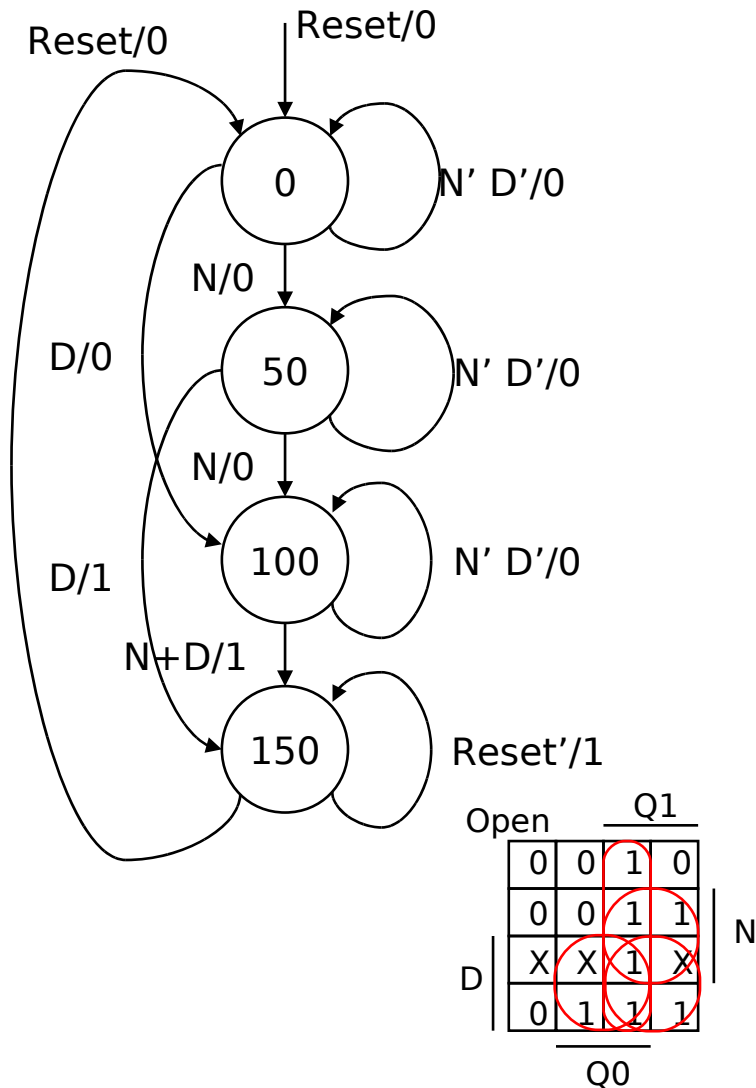 Reset/0
Reset/0
0
N’ D’/0
N/0
D/0
50
N’ D’/0
N/0
D/1
100
N’ D’/0
N+D/1
150
Reset’/1
Open
Q1
0 0 1 0
0 0 1 1
N
D
X X 1 X
0 1 1 1
Q0